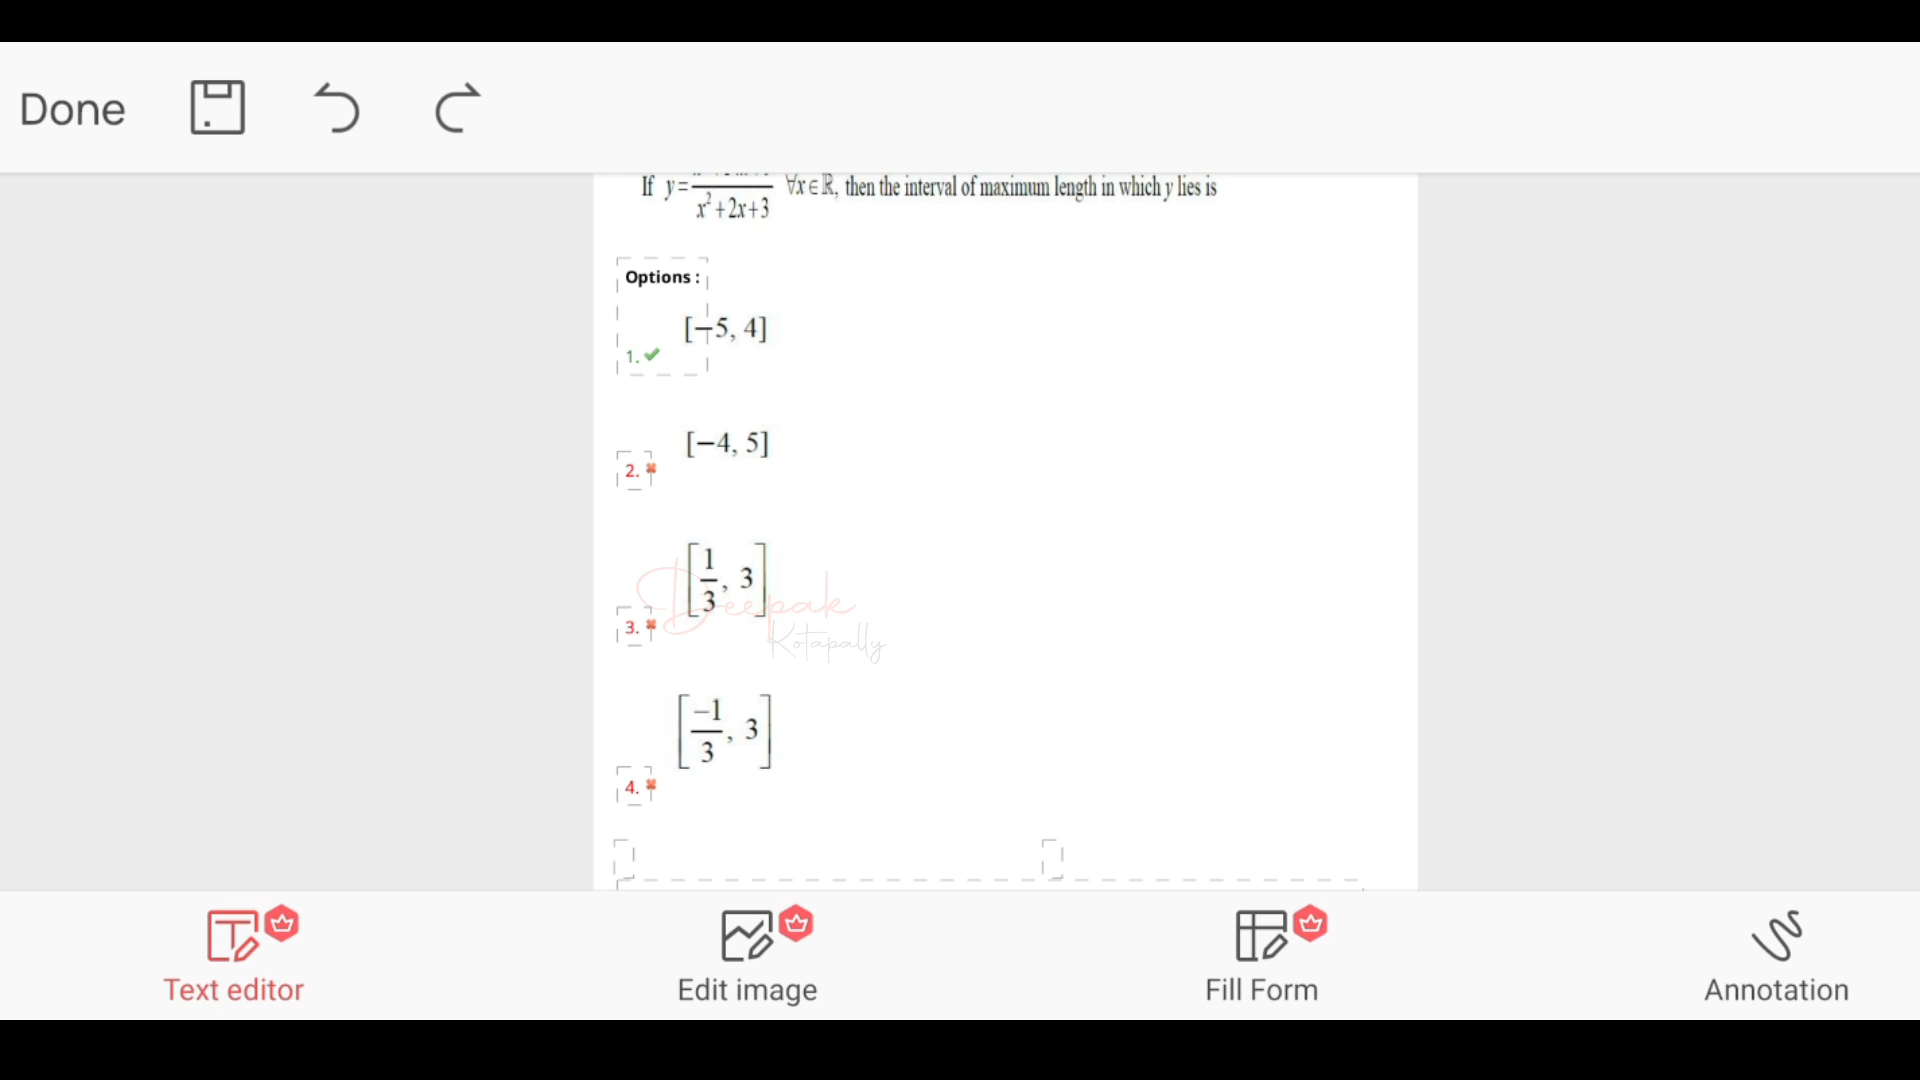 Done
If y= x²+2x+3 ∀x∈ℝ, then the interval of maximum length in which y lies is
Options :
[−5, 4]
1.
[−4, 5]
2.
[1/3, 3]
3.
Deepak
Kotapally
[−1/3, 3]
4.
Text editor
Edit image
Fill Form
Annotation